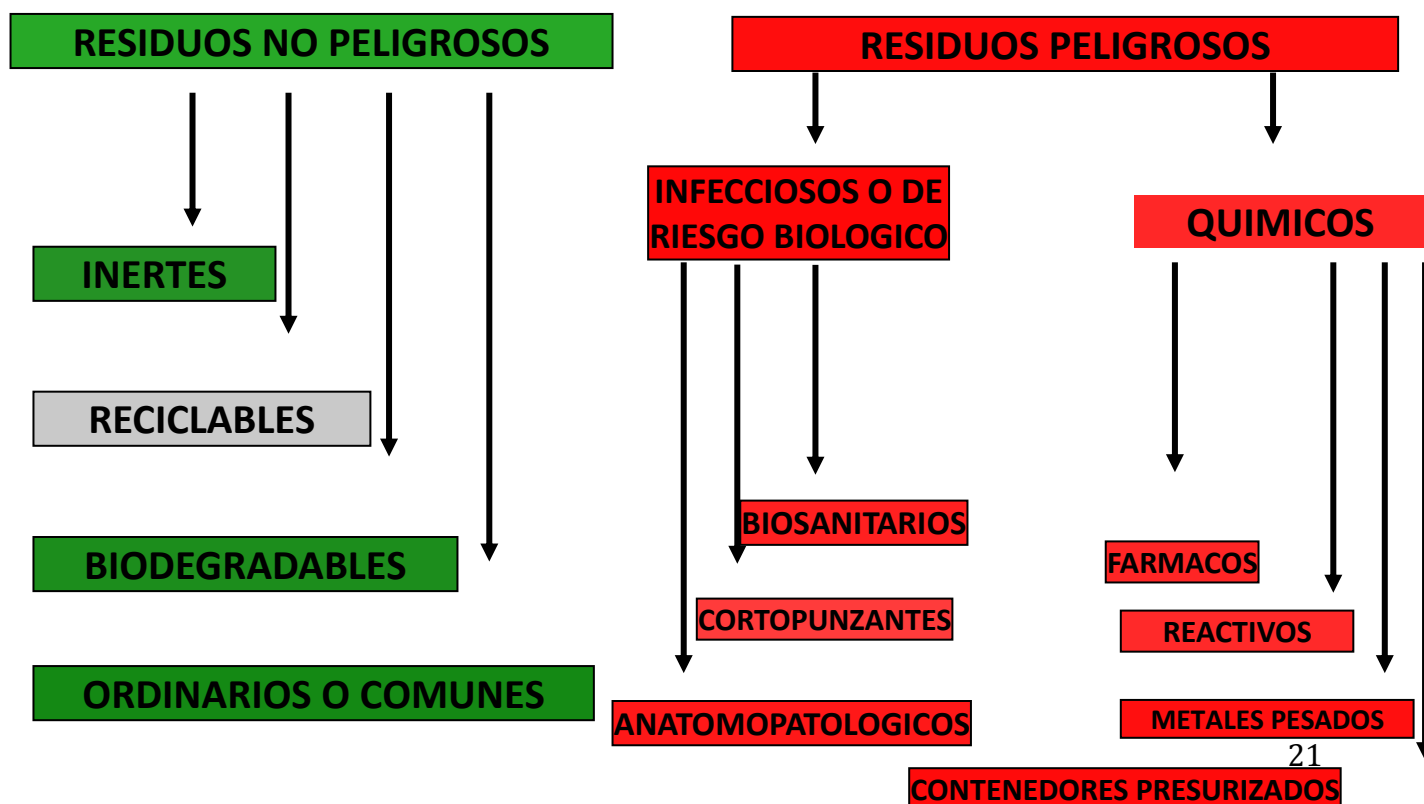 RESIDUOS NO PELIGROSOS
INERTES
RECICLABLES
BIODEGRADABLES
ORDINARIOS O COMUNES
RESIDUOS PELIGROSOS
INFECCIOSOS O DE
RIESGO BIOLOGICO
BIOSANITARIOS
CORTOPUNZANTES
ANATOMOPATOLOGICOS
QUIMICOS
FARMACOS
REACTIVOS
METALES PESADOS
CONTENEDORES PRESURIZADOS
21